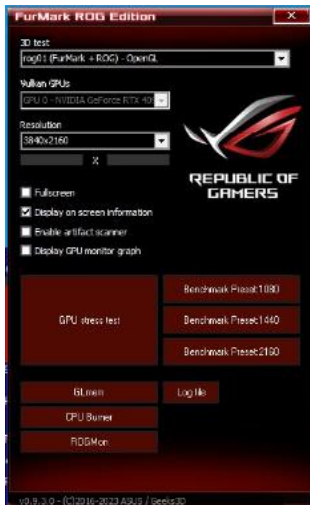 FurMark ROG Edition
3D test
rog01 (FurMark + ROG) - OpenGL
Vulkan GPUs
GPU 0 - NVIDIA GeForce RTX
Resolution
3840x2160
X
REPUBLIC OF
GAMERS
Fullscreen
Display on screen information
Enable artifact scanner
Display GPU monitor graph
GPU stress test
Benchmark Preset:1080
Benchmark Preset:1440
Benchmark Preset:2160
GLmen
Log file
CPU Burner
ROGMon
v0.9.3.0 - (C)2016-2023 ASUS / Geeks3D